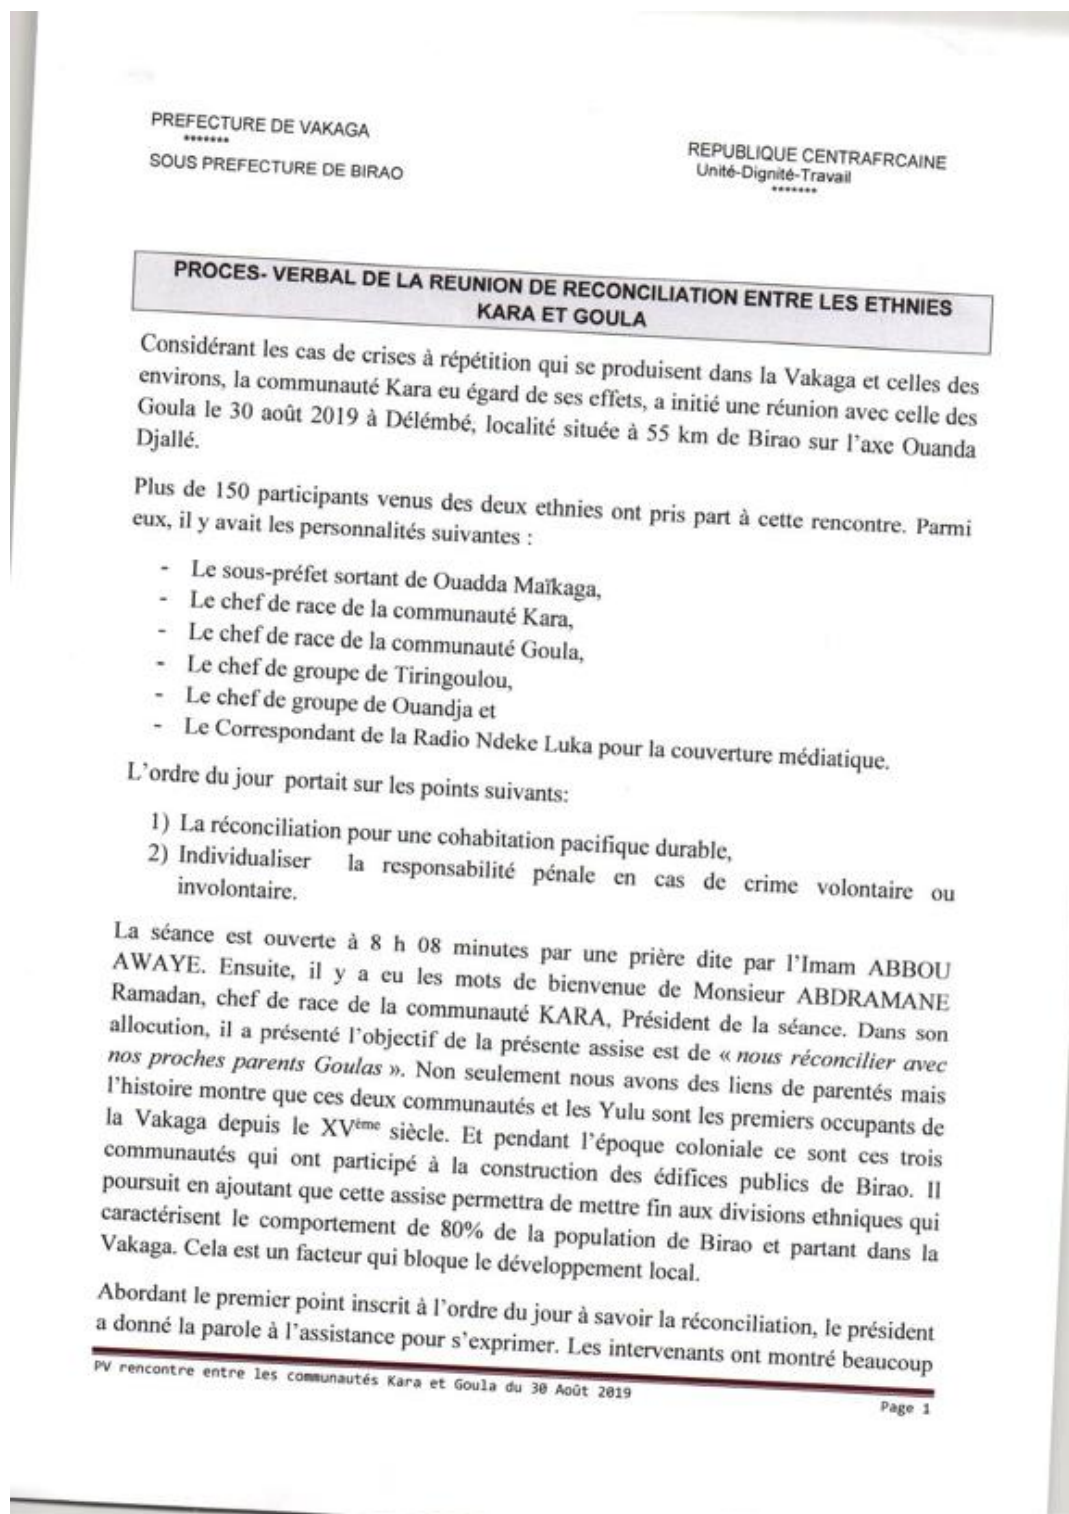 PREFECTURE DE VAKAGA
*******
SOUS PREFECTURE DE BIRAO
REPUBLIQUE CENTRAFRCAINE
Unité-Dignité-Travail
*******
PROCES- VERBAL DE LA REUNION DE RECONCILIATION ENTRE LES ETHNIES
KARA ET GOULA
Considérant les cas de crises à répétition qui se produisent dans la Vakaga et celles des
environs, la communauté Kara eu égard de ses effets, a initié une réunion avec celle des
Goula le 30 août 2019 à Délémbé, localité située à 55 km de Birao sur l'axe Ouanda
Djallé.
Plus de 150 participants venus des deux ethnies ont pris part à cette rencontre. Parmi
eux, il y avait les personnalités suivantes :
- Le sous-préfet sortant de Ouadda Maïkaga,
- Le chef de race de la communauté Kara,
- Le chef de race de la communauté Goula,
- Le chef de groupe de Tiringoulou,
- Le chef de groupe de Ouandja et
- Le Correspondant de la Radio Ndeke Luka pour la couverture médiatique.
L'ordre du jour portait sur les points suivants:
1) La réconciliation pour une cohabitation pacifique durable,
2) Individualiser la responsabilité pénale en cas de crime volontaire ou
involontaire.
La séance est ouverte à 8 h 08 minutes par une prière dite par l'Imam ABBOU
AWAYE. Ensuite, il y a eu les mots de bienvenue de Monsieur ABDRAMANE
Ramadan, chef de race de la communauté KARA, Président de la séance. Dans son
allocution, il a présenté l'objectif de la présente assise est de « nous réconcilier avec
nos proches parents Goulas ». Non seulement nous avons des liens de parentés mais
l'histoire montre que ces deux communautés et les Yulu sont les premiers occupants de
la Vakaga depuis le XVème siècle. Et pendant l'époque coloniale ce sont ces trois
communautés qui ont participé à la construction des édifices publics de Birao. Il
poursuit en ajoutant que cette assise permettra de mettre fin aux divisions ethniques qui
caractérisent le comportement de 80% de la population de Birao et partant dans la
Vakaga. Cela est un facteur qui bloque le développement local.
Abordant le premier point inscrit à l'ordre du jour à savoir la réconciliation, le président
a donné la parole à l'assistance pour s'exprimer. Les intervenants ont montré beaucoup
PV rencontre entre les communautés Kara et Goula du 30 Août 2019
Page 1